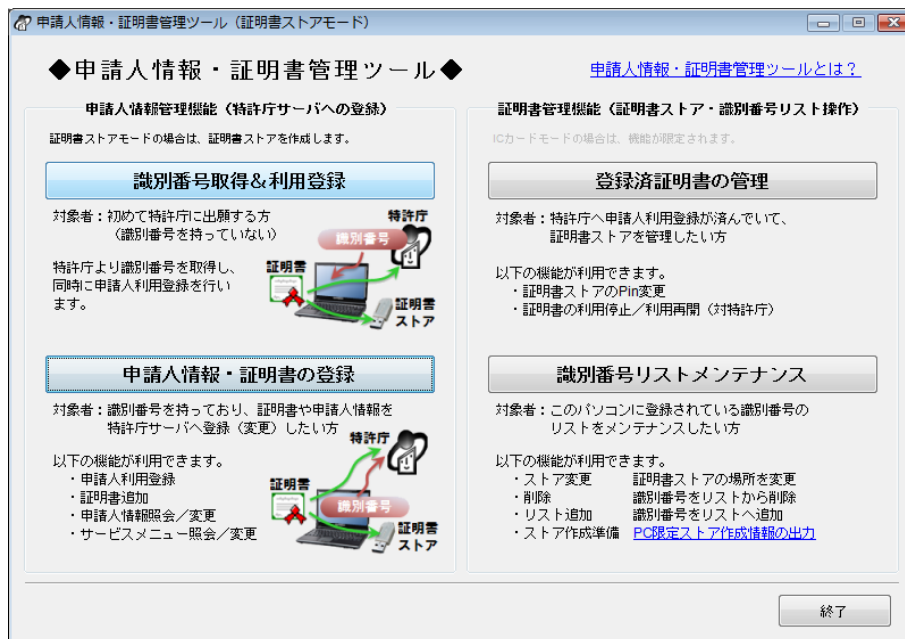 申請人情報・証明書管理ツール（証明書ストアモード）
◆申請人情報・証明書管理ツール◆
申請人情報・証明書管理ツールとは？
申請人情報管理機能（特許庁サーバへの登録）
証明書ストアモードの場合は、証明書ストアを作成します。
識別番号取得＆利用登録
対象者：初めて特許庁に出願する方
（識別番号を持っていない）
特許庁より識別番号を取得し、
同時に申請人利用登録を行い
ます。
特許庁
識別番号
証明書
証明書
ストア
申請人情報・証明書の登録
対象者：識別番号を持っており、証明書や申請人情報を
特許庁サーバへ登録（変更）したい方
以下の機能が利用できます。
・申請人利用登録
・証明書追加
・申請人情報照会／変更
・サービスメニュー照会／変更
特許庁
証明書
識別番号
証明書
ストア
証明書管理機能（証明書ストア・識別番号リスト操作）
ICカードモードの場合は、機能が限定されます。
登録済証明書の管理
対象者：特許庁へ申請人利用登録が済んでいて、
証明書ストアを管理したい方
以下の機能が利用できます。
・証明書ストアのPin変更
・証明書の利用停止／利用再開（対特許庁）
識別番号リストメンテナンス
対象者：このパソコンに登録されている識別番号の
リストをメンテナンスしたい方
以下の機能が利用できます。
・ストア変更 証明書ストアの場所を変更
・削除 識別番号をリストから削除
・リスト追加 識別番号をリストへ追加
・ストア作成準備 PC限定ストア作成情報の出力
終了